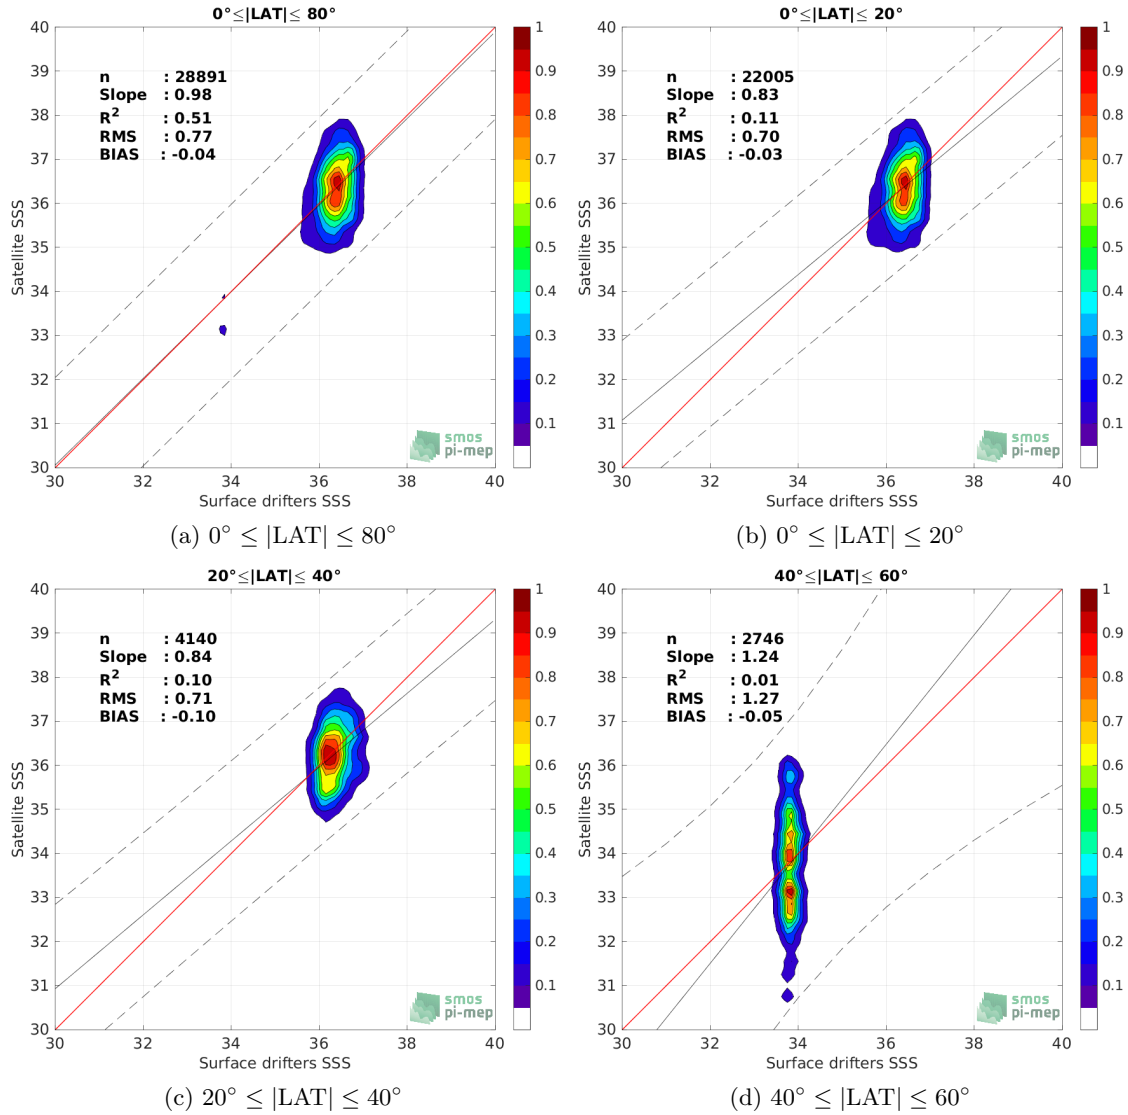 0°≤|LAT|≤ 80°
n : 28891
Slope : 0.98
R² : 0.51
RMS : 0.77
BIAS : -0.04
40
39
38
37
36
35
34
33
32
31
30
30 32 34 36 38 40
Satellite SSS
Surface drifters SSS
1
0.9
0.8
0.7
0.6
0.5
0.4
0.3
0.2
0.1
smos
pi-mep
(a) 0° ≤ |LAT| ≤ 80°
0°≤|LAT|≤ 20°
n : 22005
Slope : 0.83
R² : 0.11
RMS : 0.70
BIAS : -0.03
40
39
38
37
36
35
34
33
32
31
30
30 32 34 36 38 40
Satellite SSS
Surface drifters SSS
1
0.9
0.8
0.7
0.6
0.5
0.4
0.3
0.2
0.1
smos
pi-mep
(b) 0° ≤ |LAT| ≤ 20°
20°≤|LAT|≤ 40°
n : 4140
Slope : 0.84
R² : 0.10
RMS : 0.71
BIAS : -0.10
40
39
38
37
36
35
34
33
32
31
30
30 32 34 36 38 40
Satellite SSS
Surface drifters SSS
1
0.9
0.8
0.7
0.6
0.5
0.4
0.3
0.2
0.1
smos
pi-mep
(c) 20° ≤ |LAT| ≤ 40°
40°≤|LAT|≤ 60°
n : 2746
Slope : 1.24
R² : 0.01
RMS : 1.27
BIAS : -0.05
40
39
38
37
36
35
34
33
32
31
30
30 32 34 36 38 40
Satellite SSS
Surface drifters SSS
1
0.9
0.8
0.7
0.6
0.5
0.4
0.3
0.2
0.1
smos
pi-mep
(d) 40° ≤ |LAT| ≤ 60°